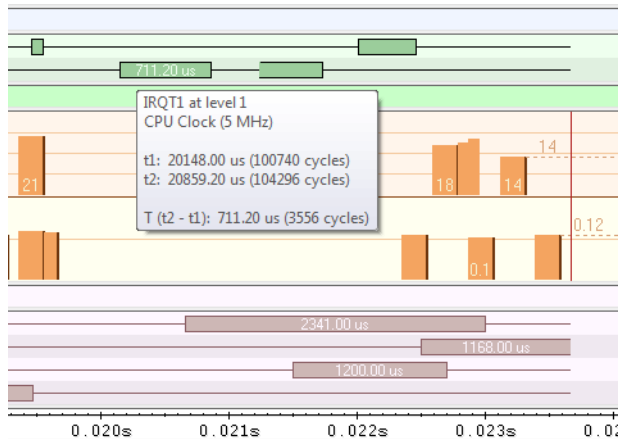 711.20 us
IRQT1 at level 1
CPU Clock (5 MHz)
t1: 20148.00 us (100740 cycles)
t2: 20859.20 us (104296 cycles)
T (t2 - t1): 711.20 us (3556 cycles)
14
21
18
14
0.12
0.1
2341.00 us
1168.00 us
1200.00 us
0.020s 0.021s 0.022s 0.023s 0.02